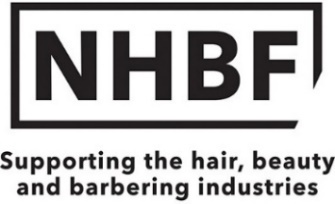 NHBF
Supporting the hair, beauty
and barbering industries